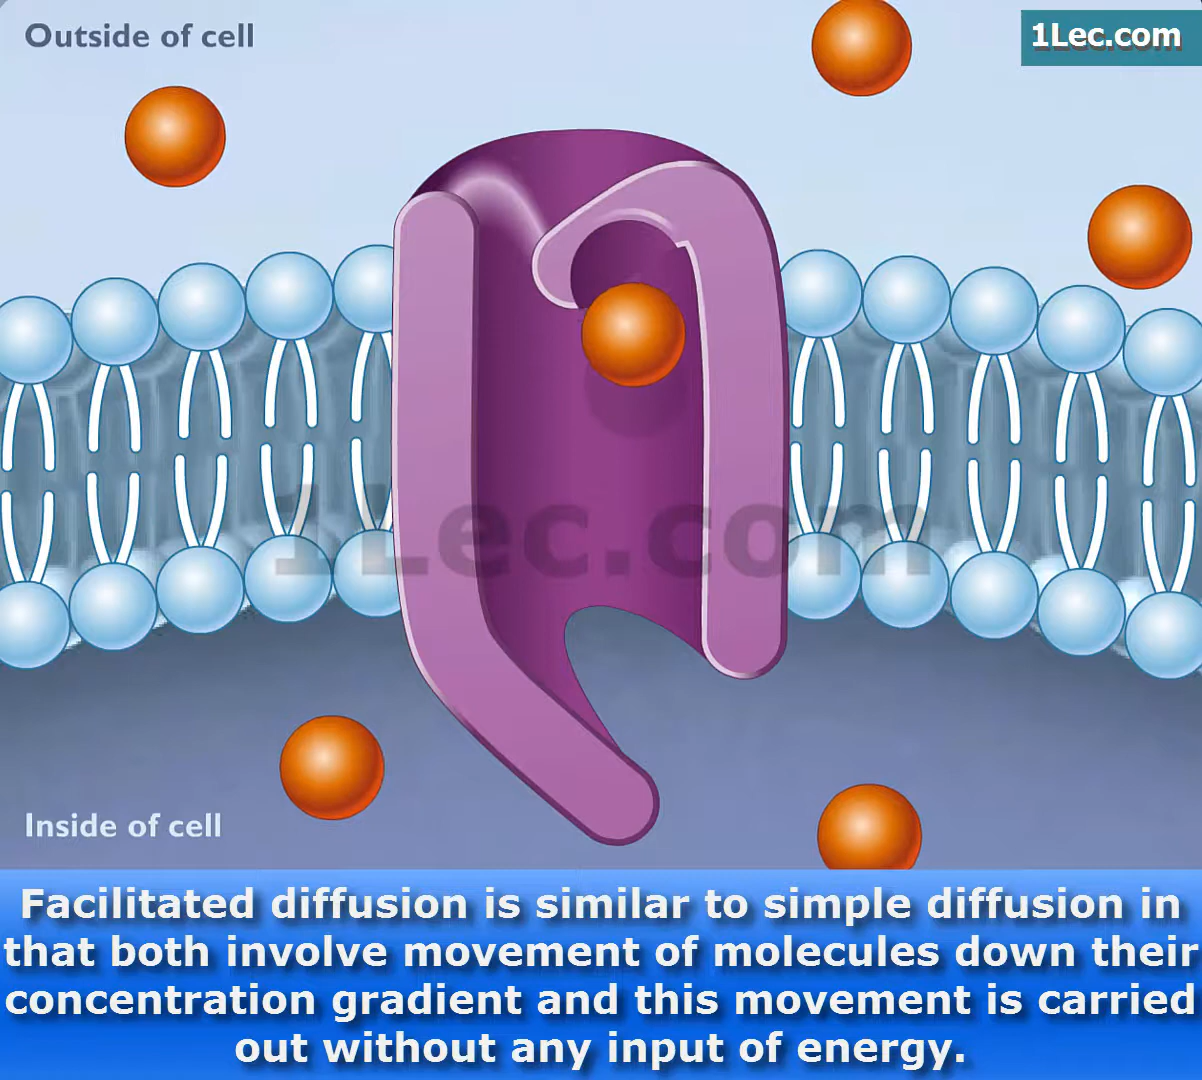 Outside of cell
1Lec.com
1Lec.com
Inside of cell
Facilitated diffusion is similar to simple diffusion in
that both involve movement of molecules down their
concentration gradient and this movement is carried
out without any input of energy.